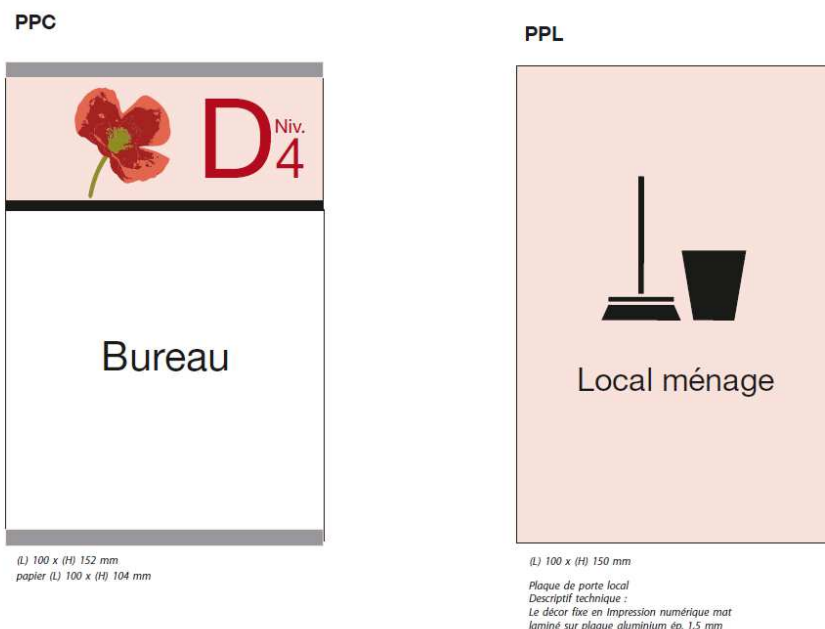 PPC
D Niv.
4
Bureau
(L) 100 x (H) 152 mm
papier (L) 100 x (H) 104 mm
PPL
Local ménage
(L) 100 x (H) 150 mm
Plaque de porte local
Descriptif technique :
Le décor fixe en Impression numérique mat
laminé sur plaque aluminium ép. 1,5 mm